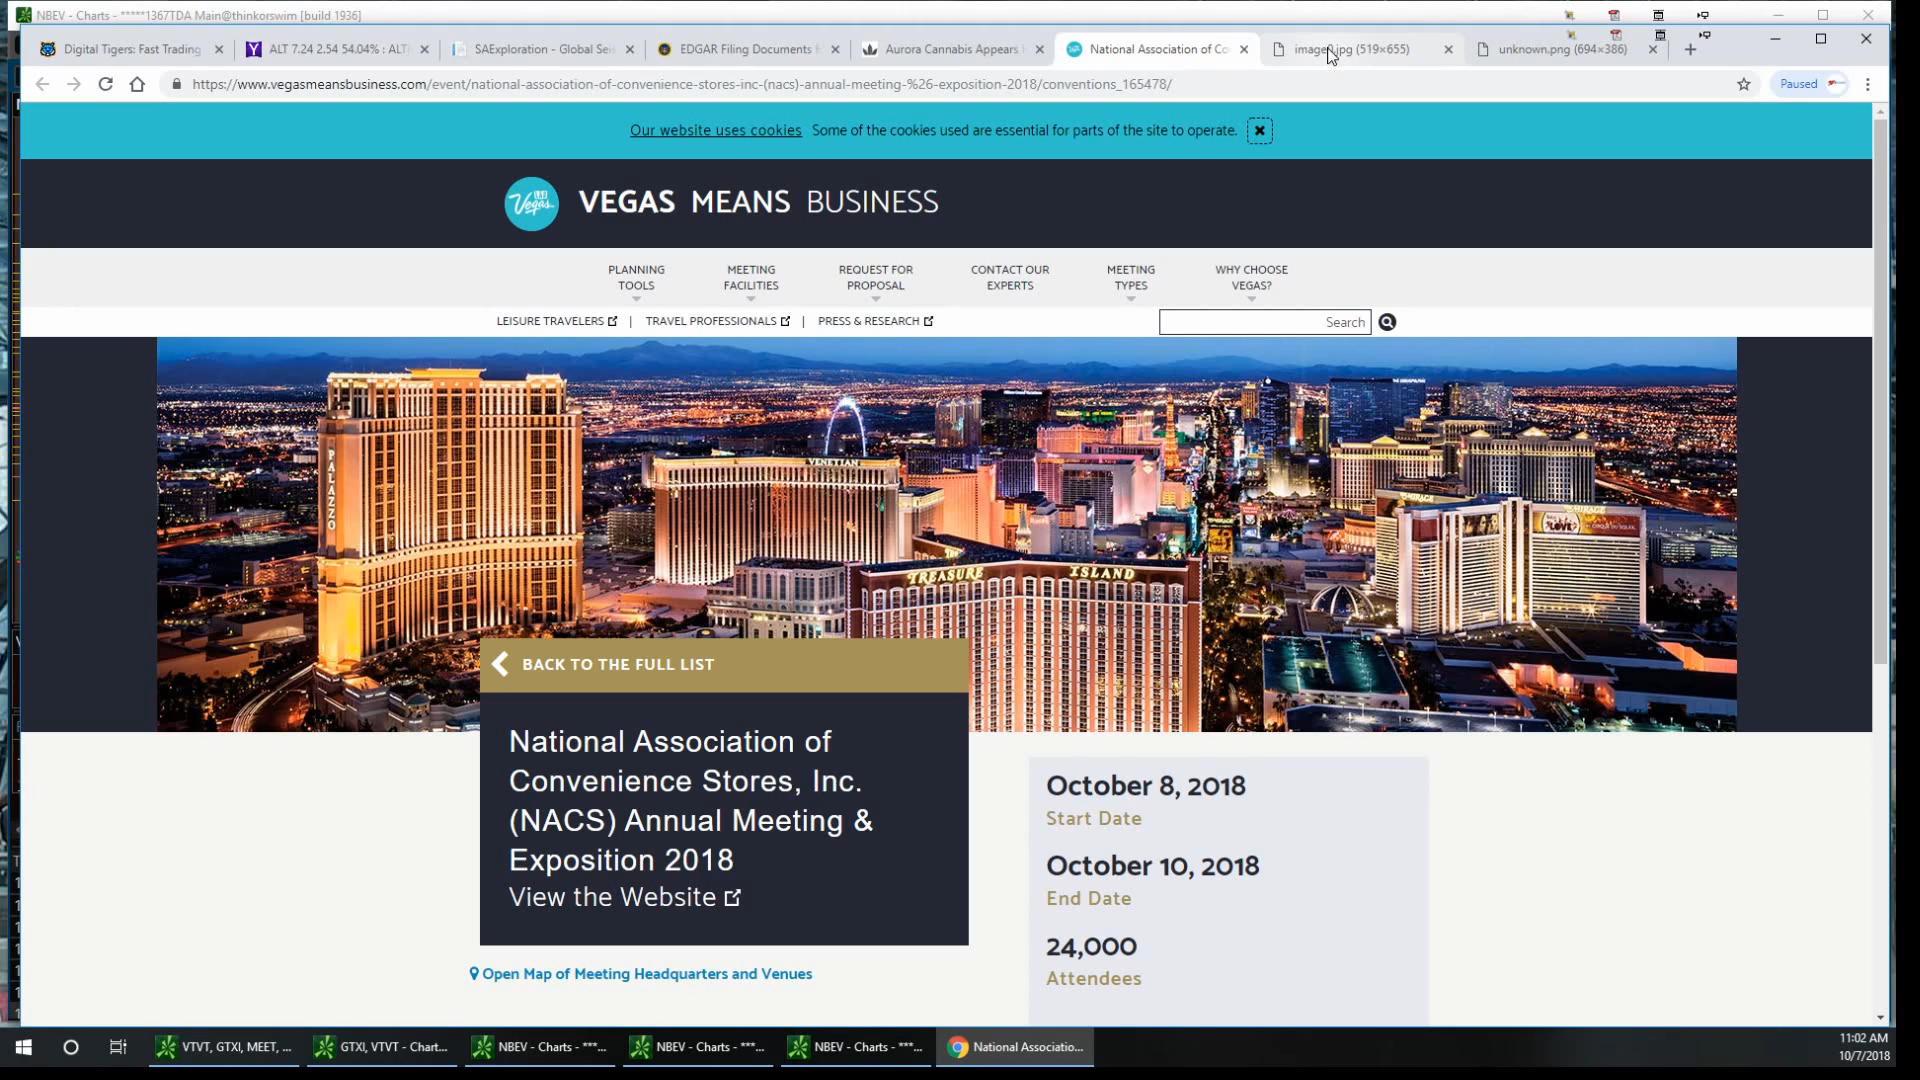 NBEV - Charts - *****1367TDA Main@thinkorswim [build 1936]
Digital Tigers: Fast Trading
ALT 7.24 2.54 54.04% : ALT
SAExploration - Global Sei
EDGAR Filing Documents f
Aurora Cannabis Appears
National Association of Co
image0.jpg (519×655)
unknown.png (694×386)
https://www.vegasmeansbusiness.com/event/national-association-of-convenience-stores-inc-(nacs)-annual-meeting-%26-exposition-2018/conventions_165478/
Paused
Our website uses cookies Some of the cookies used are essential for parts of the site to operate.
LAS Vegas
VEGAS MEANS BUSINESS
PLANNING TOOLS
MEETING FACILITIES
REQUEST FOR PROPOSAL
CONTACT OUR EXPERTS
MEETING TYPES
WHY CHOOSE VEGAS?
LEISURE TRAVELERS | TRAVEL PROFESSIONALS | PRESS & RESEARCH
Search
PALAZZO
VENETIAN
TREASURE ISLAND
MIRAGE
MIRAGE
LOVE
BACK TO THE FULL LIST
National Association of
Convenience Stores, Inc.
(NACS) Annual Meeting &
Exposition 2018
View the Website
Open Map of Meeting Headquarters and Venues
October 8, 2018
Start Date
October 10, 2018
End Date
24,000
Attendees
VTVT, GTXI, MEET, ...
GTXI, VTVT - Chart...
NBEV - Charts - ***...
NBEV - Charts - ***...
NBEV - Charts - ***...
National Associatio...
11:02 AM
10/7/2018